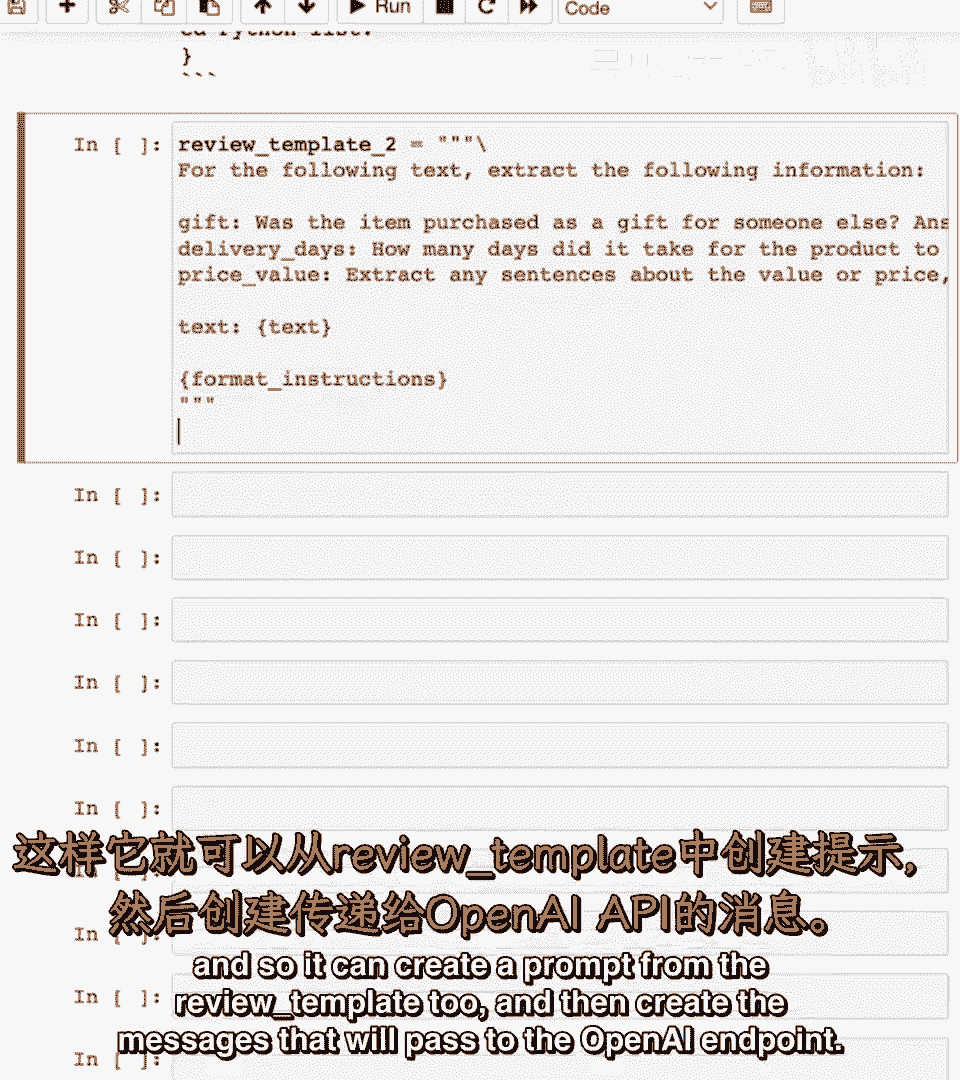 Run
Code
ed Python list.
}
```
In [ ]:
review_template_2 = """\
For the following text, extract the following information:
gift: Was the item purchased as a gift for someone else? Ans
delivery_days: How many days did it take for the product to
price_value: Extract any sentences about the value or price,
text: {text}
{format_instructions}
"""
In [ ]:
In [ ]:
In [ ]:
In [ ]:
In [ ]:
In [ ]:
这样它就可以从review_template中创建提示,
In [ ]:
然后创建传递给OpenAI API的消息。
In [ ]:
and so it can create a prompt from the
In [ ]:
review_template too, and then create the
messages that will pass to the OpenAI endpoint.
In [ ]: